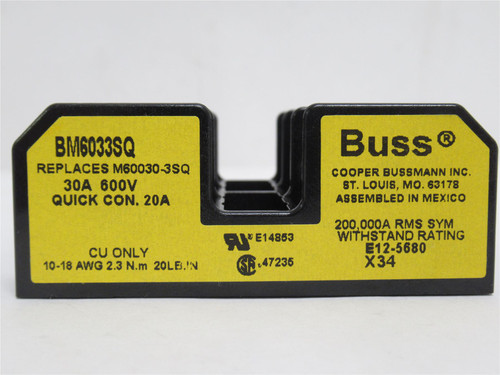 BM6033SQ
REPLACES M60030-3SQ
30A 600V
QUICK CON. 20A
CU ONLY
10-18 AWG 2.3 N.m 20LB.IN
Buss®
COOPER BUSSMANN INC.
ST. LOUIS, MO. 63178
ASSEMBLED IN MEXICO
200,000A RMS SYM
WITHSTAND RATING
E12-5680
X34
UL E14853
SA .47235